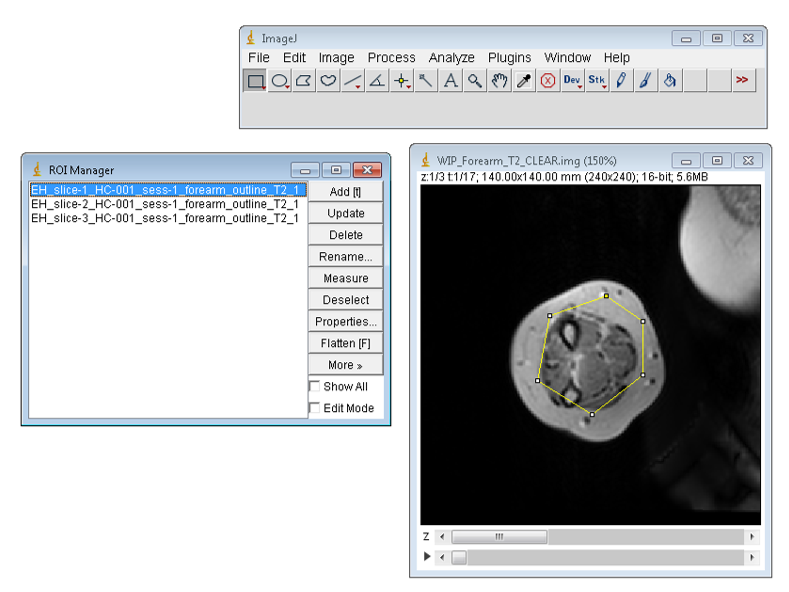 ImageJ
File Edit Image Process Analyze Plugins Window Help
A Dev Stk >>
ROI Manager
EH_slice-1_HC-001_sess-1_forearm_outline_T2_1
EH_slice-2_HC-001_sess-1_forearm_outline_T2_1
EH_slice-3_HC-001_sess-1_forearm_outline_T2_1
Add [t]
Update
Delete
Rename...
Measure
Deselect
Properties...
Flatten [F]
More »
Show All
Edit Mode
WIP_Forearm_T2_CLEAR.img (150%)
z:1/3 t:1/17; 140.00x140.00 mm (240x240); 16-bit; 5.6MB
Z